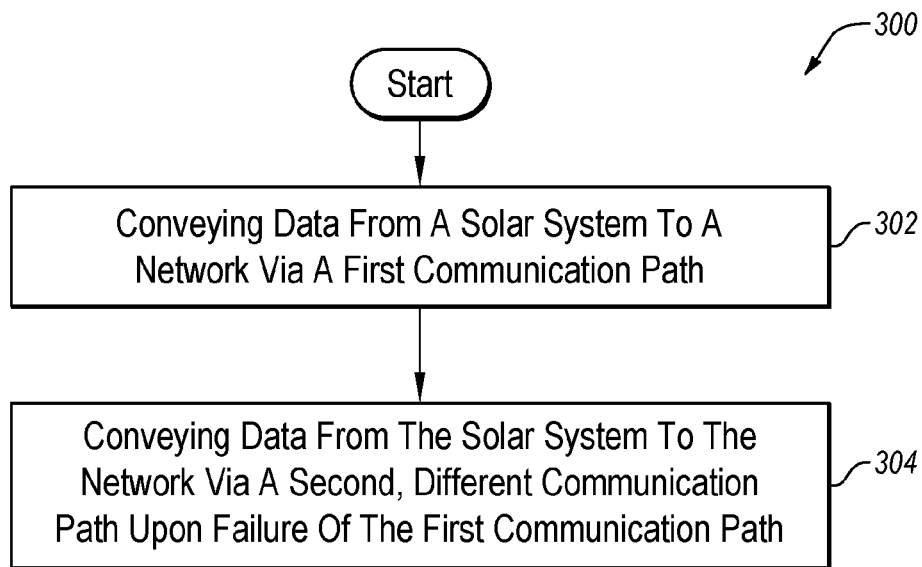 300
Start
Conveying Data From A Solar System To A
Network Via A First Communication Path
302
Conveying Data From The Solar System To The
Network Via A Second, Different Communication
Path Upon Failure Of The First Communication Path
304